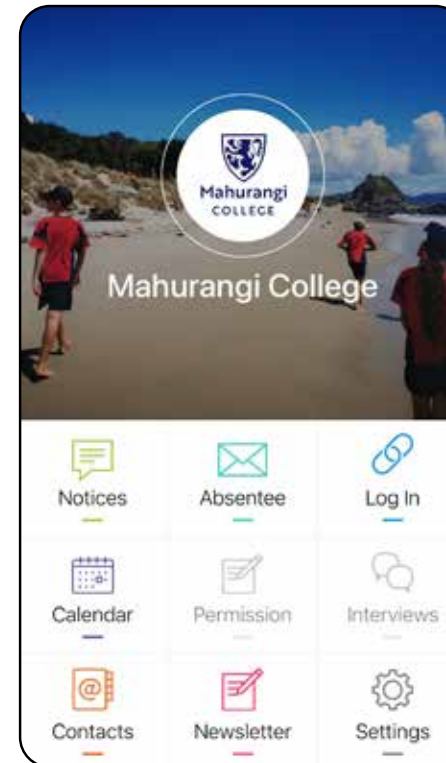 Mahurangi
COLLEGE
Mahurangi College
Notices
Absentee
Log In
Calendar
Permission
Interviews
@
Contacts
Newsletter
Settings